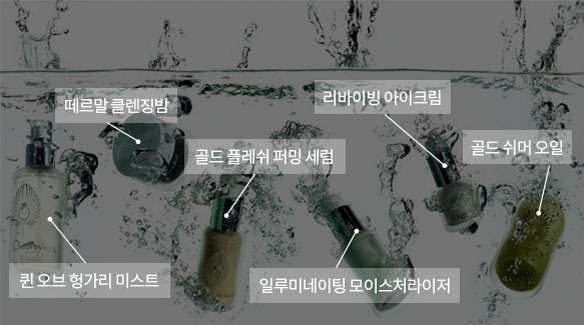 떼르말 클렌징밤
리바이빙 아이크림
골드 플레쉬 퍼밍 세럼
골드 쉬머 오일
퀸 오브 헝가리 미스트
일루미네이팅 모이스처라이저
Omorovicza